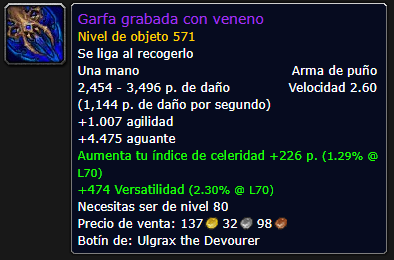 Garfa grabada con veneno
Nivel de objeto 571
Se liga al recogerlo
Una mano Arma de puño
2,454 - 3,496 p. de daño Velocidad 2.60
(1,144 p. de daño por segundo)
+1.007 agilidad
+4.475 aguante
Aumenta tu índice de celeridad +226 p. (1.29% @
L70)
+474 Versatilidad (2.30% @ L70)
Necesitas ser de nivel 80
Precio de venta: 137 32 98
Botín de: Ulgrax the Devourer